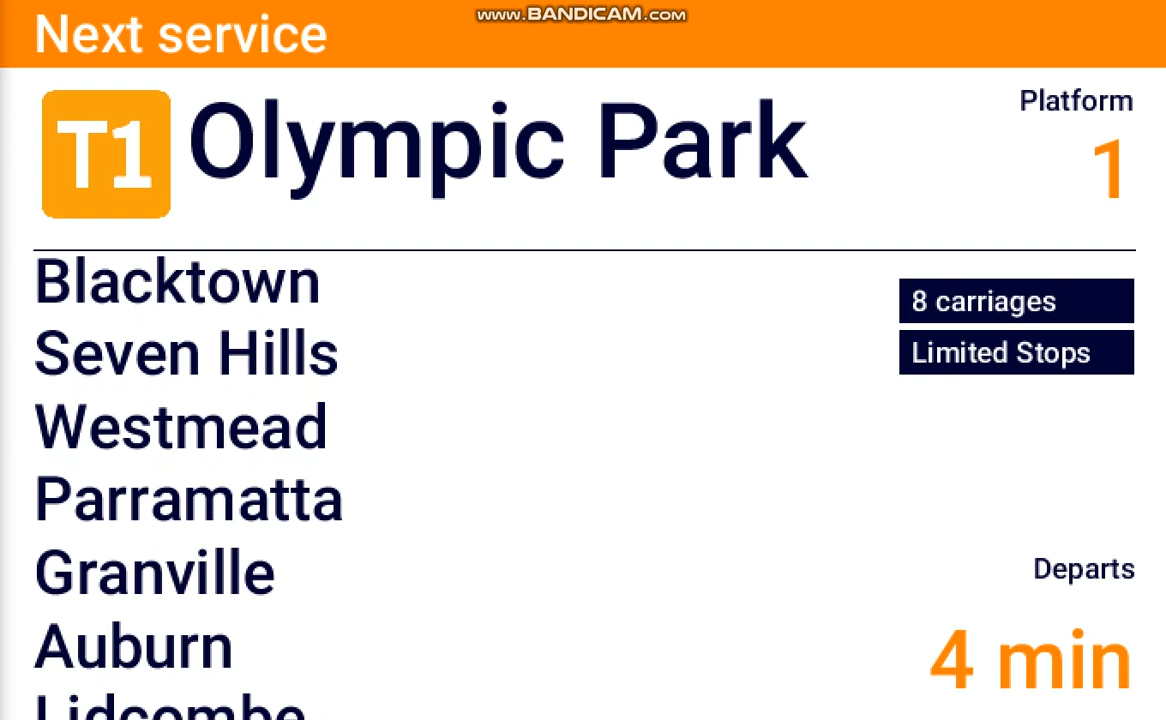 www.BANDICAM.com
Next service
T1 Olympic Park
Platform
1
Blacktown
8 carriages
Seven Hills
Limited Stops
Westmead
Parramatta
Granville
Departs
Auburn
4 min
Lidcombe